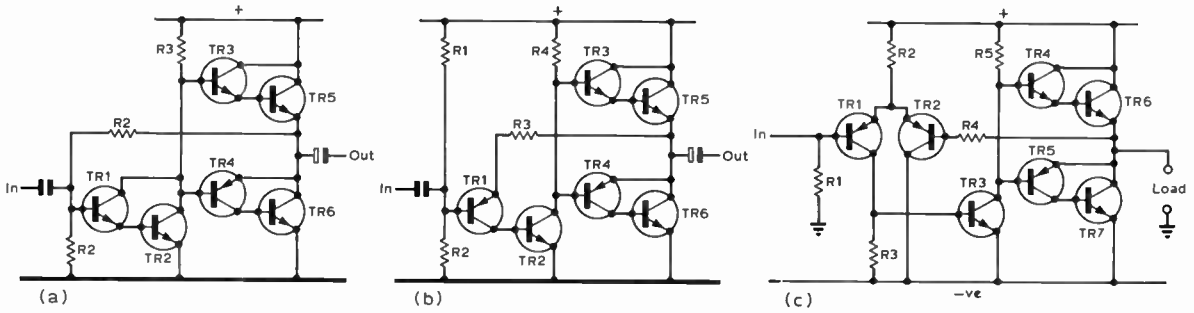 +
R3
TR3
TR5
R2
In
TR1
TR4
Out
R2
TR2
TR6
(a)
+
R1
R4
TR3
TR5
R3
In
TR1
TR4
Out
R2
TR2
TR6
(b)
+
R2
R5
TR4
TR6
In
TR1
TR2
R4
TR5
R1
TR3
Load
R3
TR7
-ve
(c)